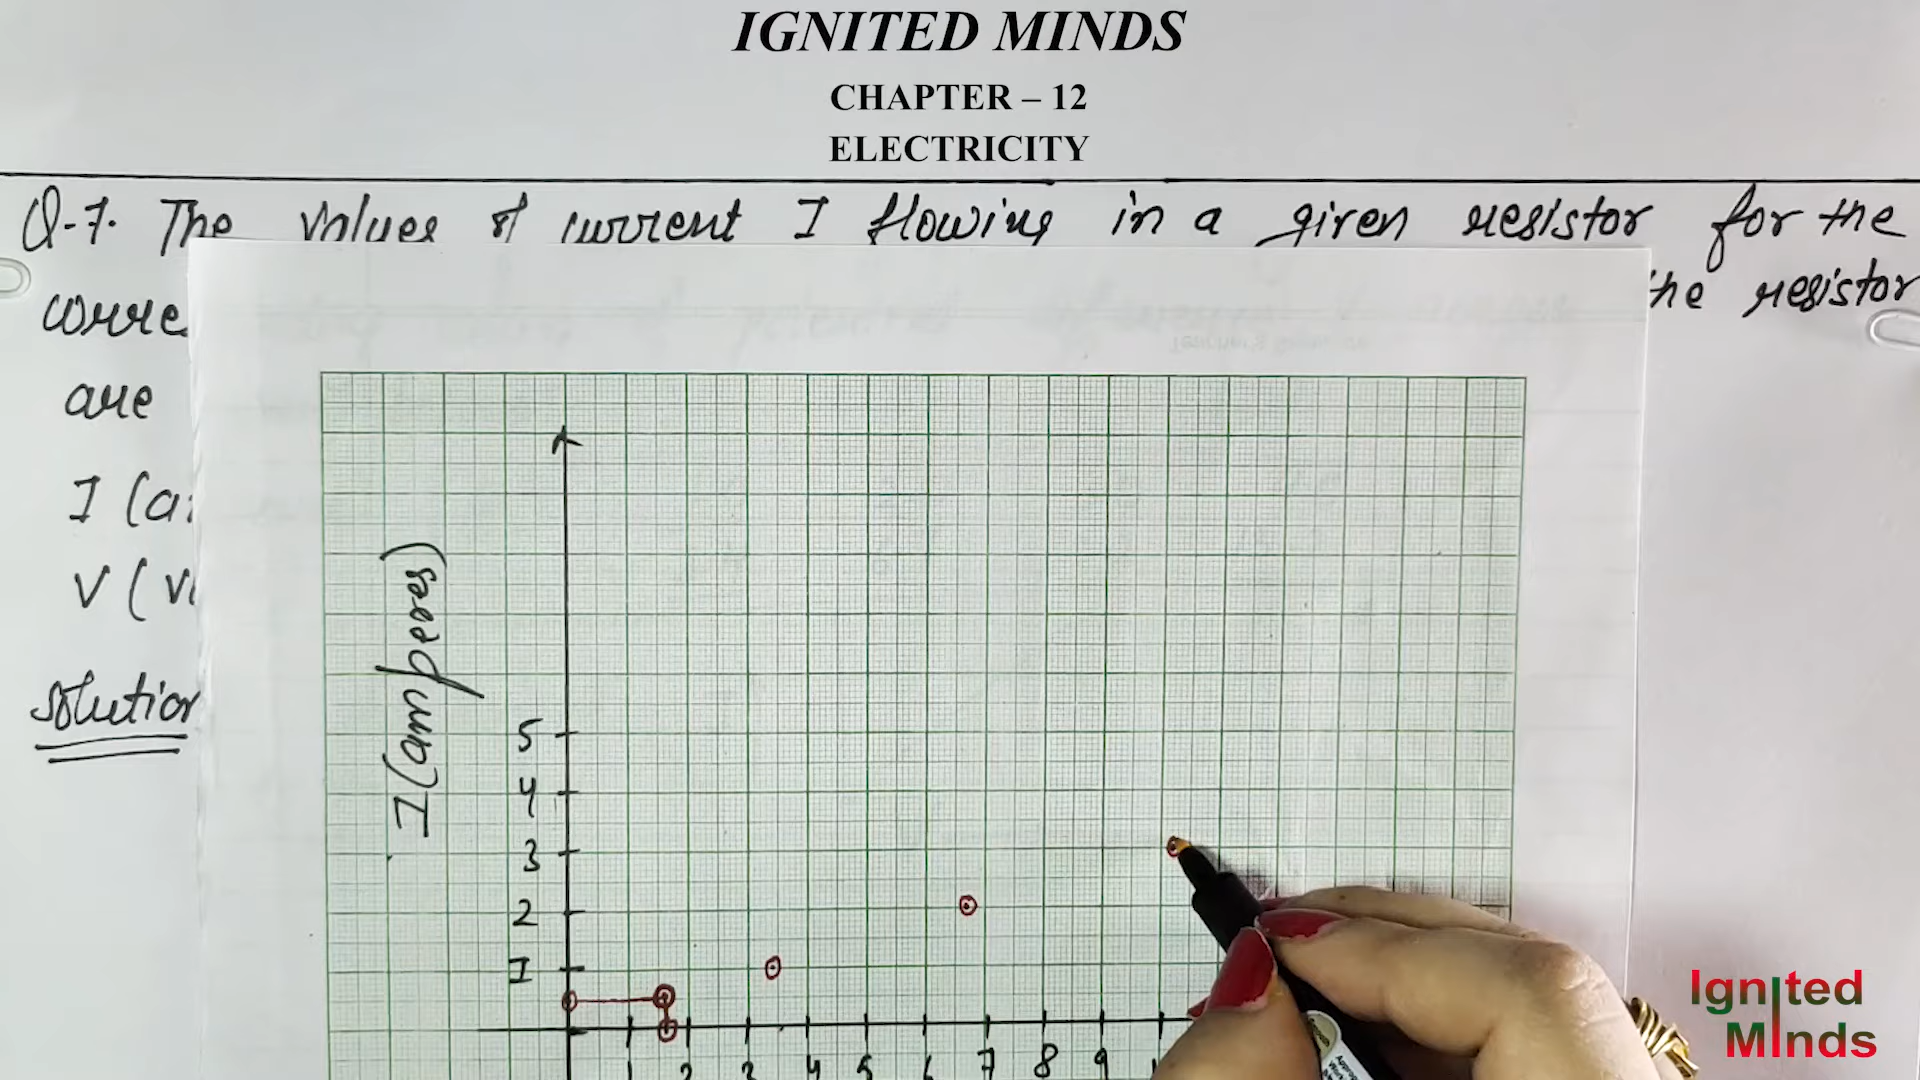 IGNITED MINDS
CHAPTER – 12
ELECTRICITY
Q-7. The values of current I flowing in a given resistor for the
corre he resistor
are
I (a
V (v
solution
I (amperes)
5
4
3
2
1
1 2 3 4 5 6 7 8 9
Ignited
Minds